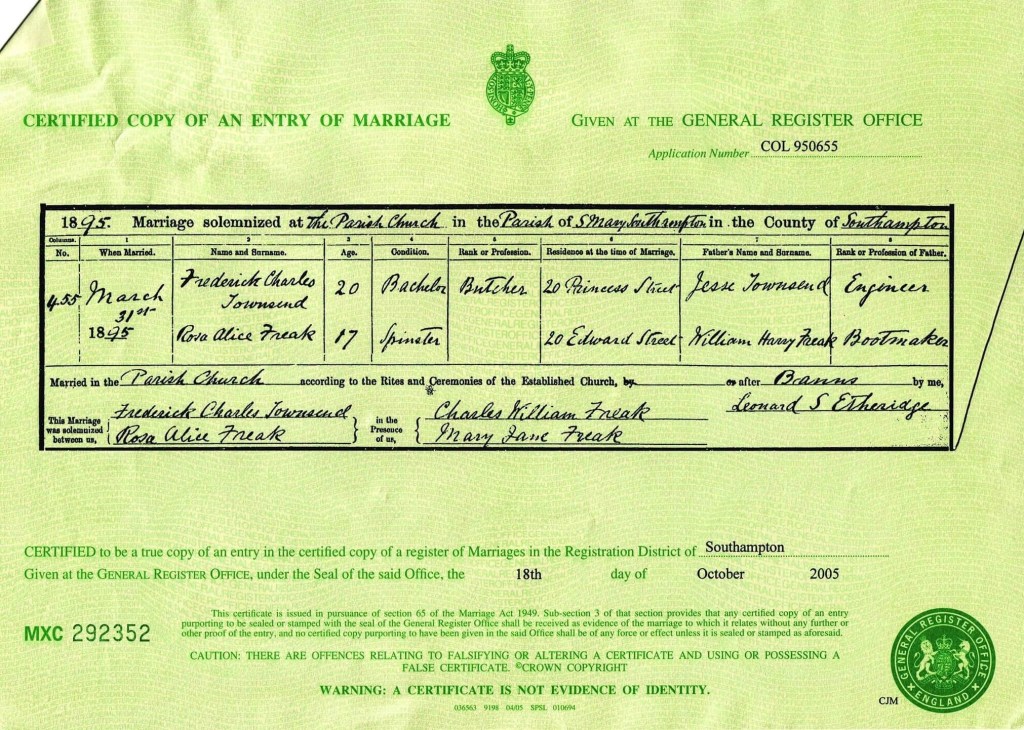 CERTIFIED COPY OF AN ENTRY OF MARRIAGE
GIVEN AT THE GENERAL REGISTER OFFICE
Application Number COL 950655
1895. Marriage solemnized at The Parish Church in the Parish of S. Mary Southampton in the County of Southampton
Columns. 1 2 3 4 5 6 7 8
No. When Married. Name and Surname. Age. Condition. Rank or Profession. Residence at the time of Marriage. Father's Name and Surname. Rank or Profession of Father.
455 March 31st 1895
Frederick Charles Townsend 20 Bachelor Butcher 20 Princess Street Jesse Townsend Engineer
Rosa Alice Freak 17 Spinster 20 Edward Street William Harry Freak Bootmaker
Married in the Parish Church according to the Rites and Ceremonies of the Established Church, by or after Banns by me,
This Marriage was solemnized between us,
Frederick Charles Townsend
Rosa Alice Freak
in the Presence of us,
Charles William Freak
Mary Jane Freak
Leonard S Etheridge
CERTIFIED to be a true copy of an entry in the certified copy of a register of Marriages in the Registration District of Southampton
Given at the GENERAL REGISTER OFFICE, under the Seal of the said Office, the 18th day of October 2005
MXC 292352
This certificate is issued in pursuance of section 65 of the Marriage Act 1949. Sub-section 3 of that section provides that any certified copy of an entry
purporting to be sealed or stamped with the seal of the General Register Office shall be received as evidence of the marriage to which it relates without any further or
other proof of the entry, and no certified copy purporting to have been given in the said Office shall be of any force or effect unless it is sealed or stamped as aforesaid.
CAUTION: THERE ARE OFFENCES RELATING TO FALSIFYING OR ALTERING A CERTIFICATE AND USING OR POSSESSING A
FALSE CERTIFICATE. ©CROWN COPYRIGHT
WARNING: A CERTIFICATE IS NOT EVIDENCE OF IDENTITY.
036563 9198 04/05 SPSL 010694
CJM
GENERAL REGISTER OFFICE
ENGLAND